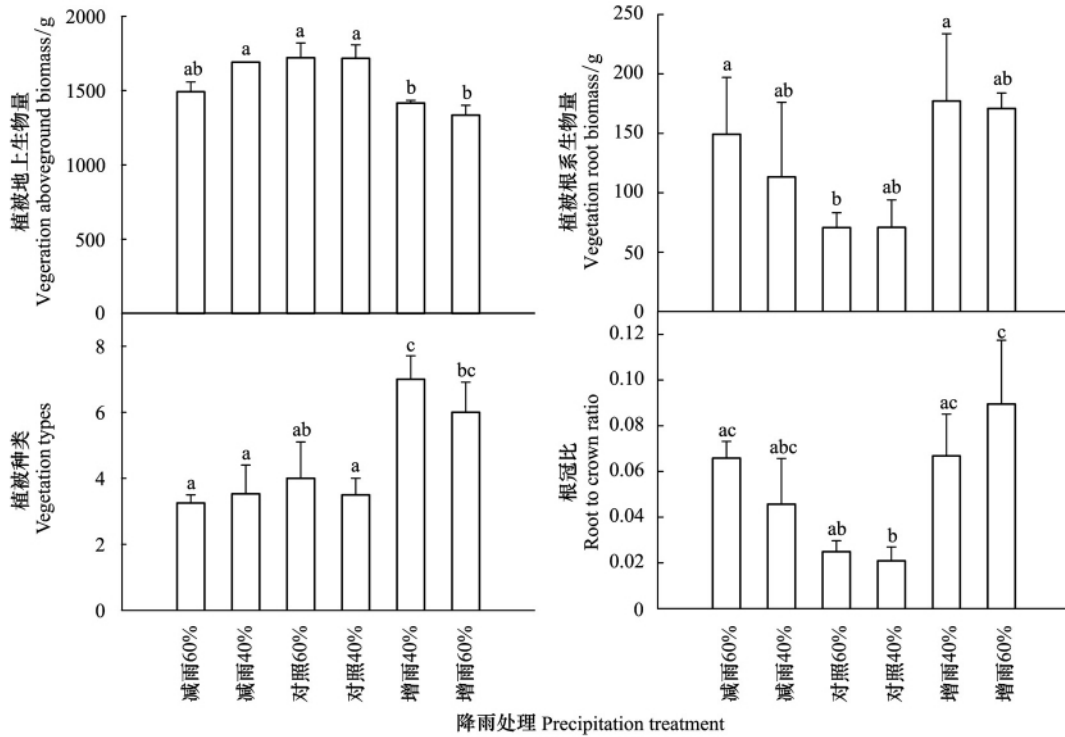 植被地上生物量
Vegeration aboveground biomass/g
2000
1500
1000
500
0
ab
a
a
a
b
b
植被根系生物量
Vegetation root biomass/g
250
200
150
100
50
0
a
ab
b
ab
a
ab
植被种类
Vegetation types
8
6
4
2
0
a
a
ab
a
c
bc
减雨60%
减雨40%
对照60%
对照40%
增雨40%
增雨60%
根冠比
Root to crown ratio
0.12
0.10
0.08
0.06
0.04
0.02
0
ac
abc
ab
b
ac
c
减雨60%
减雨40%
对照60%
对照40%
增雨40%
增雨60%
降雨处理 Precipitation treatment